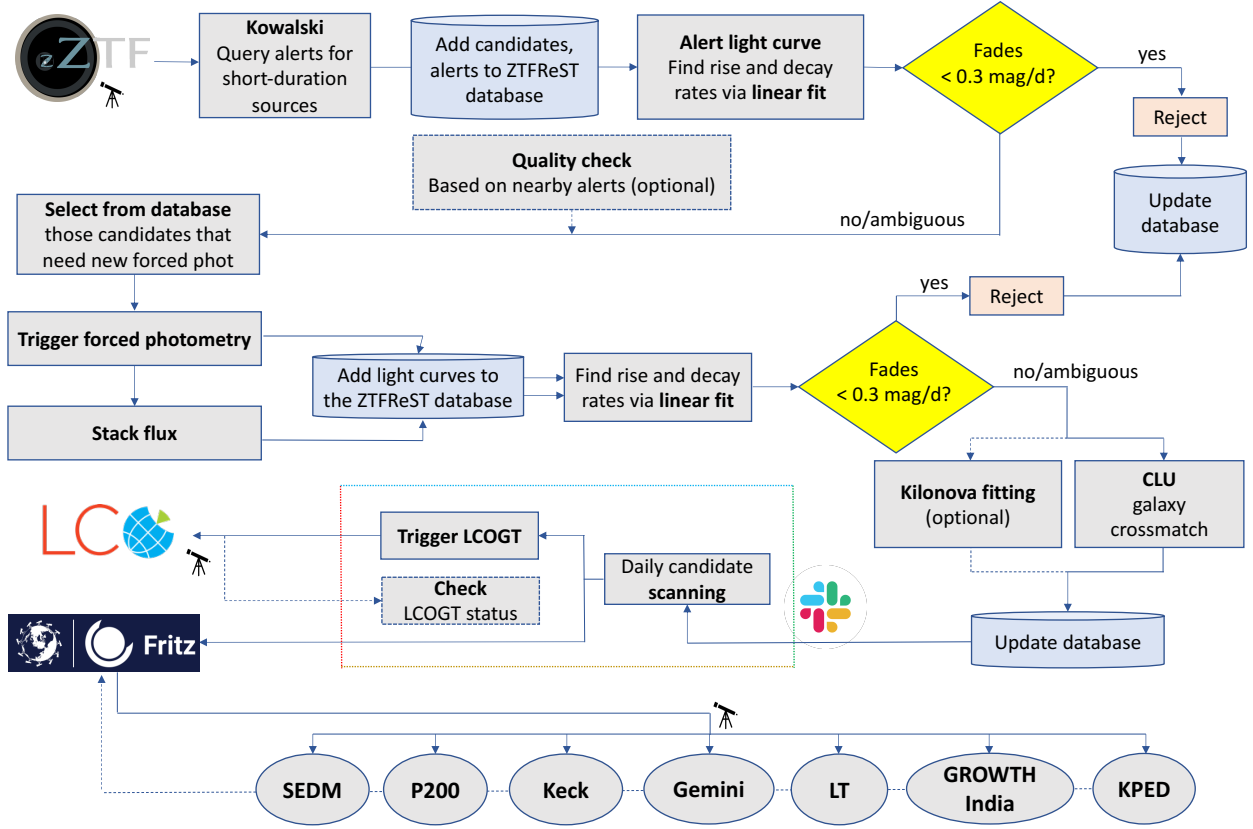 zZTF
Kowalski
Query alerts for
short-duration
sources
Add candidates,
alerts to ZTFReST
database
Alert light curve
Find rise and decay
rates via linear fit
Fades
< 0.3 mag/d?
yes
Reject
Update
database
Quality check
Based on nearby alerts (optional)
no/ambiguous
Select from database
those candidates that
need new forced phot
Trigger forced photometry
Stack flux
Add light curves to
the ZTFReST database
Find rise and decay
rates via linear fit
Fades
< 0.3 mag/d?
yes
Reject
no/ambiguous
Kilonova fitting
(optional)
CLU
galaxy
crossmatch
Update database
Daily candidate
scanning
Trigger LCOGT
Check
LCOGT status
LCO
Fritz
SEDM
P200
Keck
Gemini
LT
GROWTH
India
KPED